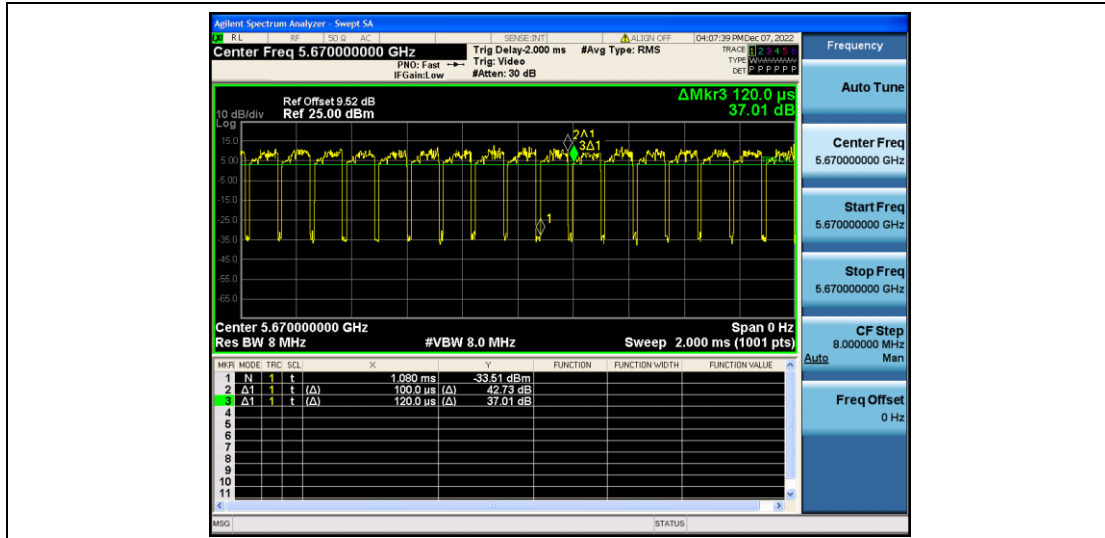 Agilent Spectrum Analyzer - Swept SA
RL RF 50 Ω AC SENSE:INT ALIGN OFF 04:07:39 PM Dec 07, 2022
Center Freq 5.670000000 GHz
PNO: Fast
IFGain:Low
Trig Delay-2.000 ms
Trig: Video
#Atten: 30 dB
#Avg Type: RMS
TRACE 1 2 3 4 5 6
TYPE WWWWWW
DET P P P P P P
Frequency
Auto Tune
Center Freq
5.670000000 GHz
Start Freq
5.670000000 GHz
Stop Freq
5.670000000 GHz
CF Step
8.000000 MHz
Auto Man
Freq Offset
0 Hz
ΔMkr3 120.0 µs
37.01 dB
Ref Offset 9.52 dB
10 dB/div Ref 25.00 dBm
Log
15.0
5.00
-5.00
-15.0
-25.0
-35.0
-45.0
-55.0
-65.0
2Δ1
3Δ1
1
Center 5.670000000 GHz Span 0 Hz
Res BW 8 MHz #VBW 8.0 MHz Sweep 2.000 ms (1001 pts)
MKR MODE TRC SCL X Y FUNCTION FUNCTION WIDTH FUNCTION VALUE
1 N 1 t 1.080 ms -33.51 dBm
2 Δ1 1 t (Δ) 100.0 µs (Δ) 42.73 dB
3 Δ1 1 t (Δ) 120.0 µs (Δ) 37.01 dB
4
5
6
7
8
9
10
11
MSG STATUS